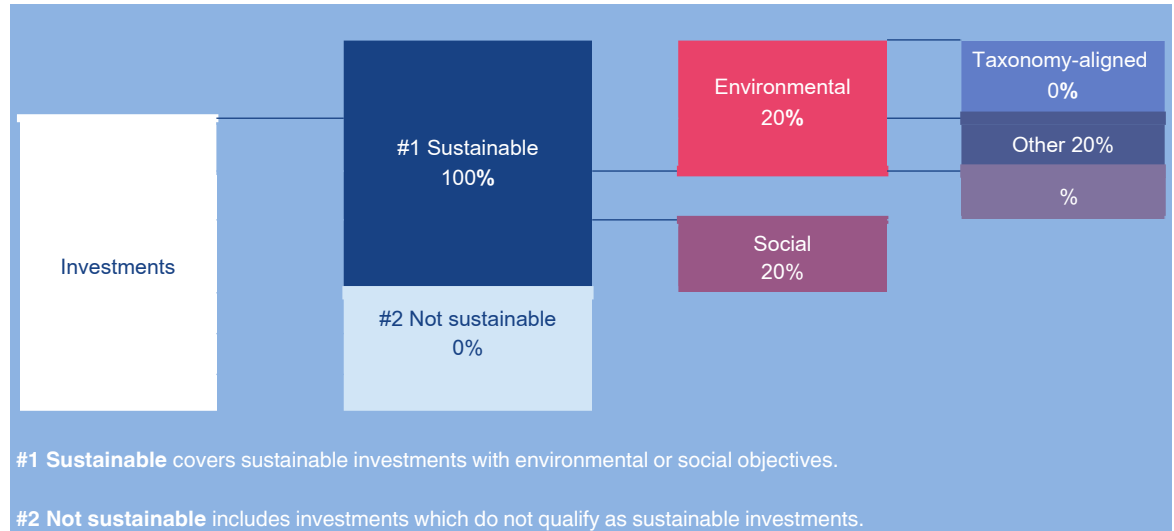 Investments
#1 Sustainable
100%
#2 Not sustainable
0%
Environmental
20%
Social
20%
Taxonomy-aligned
0%
Other 20%
%
#1 Sustainable covers sustainable investments with environmental or social objectives.
#2 Not sustainable includes investments which do not qualify as sustainable investments.